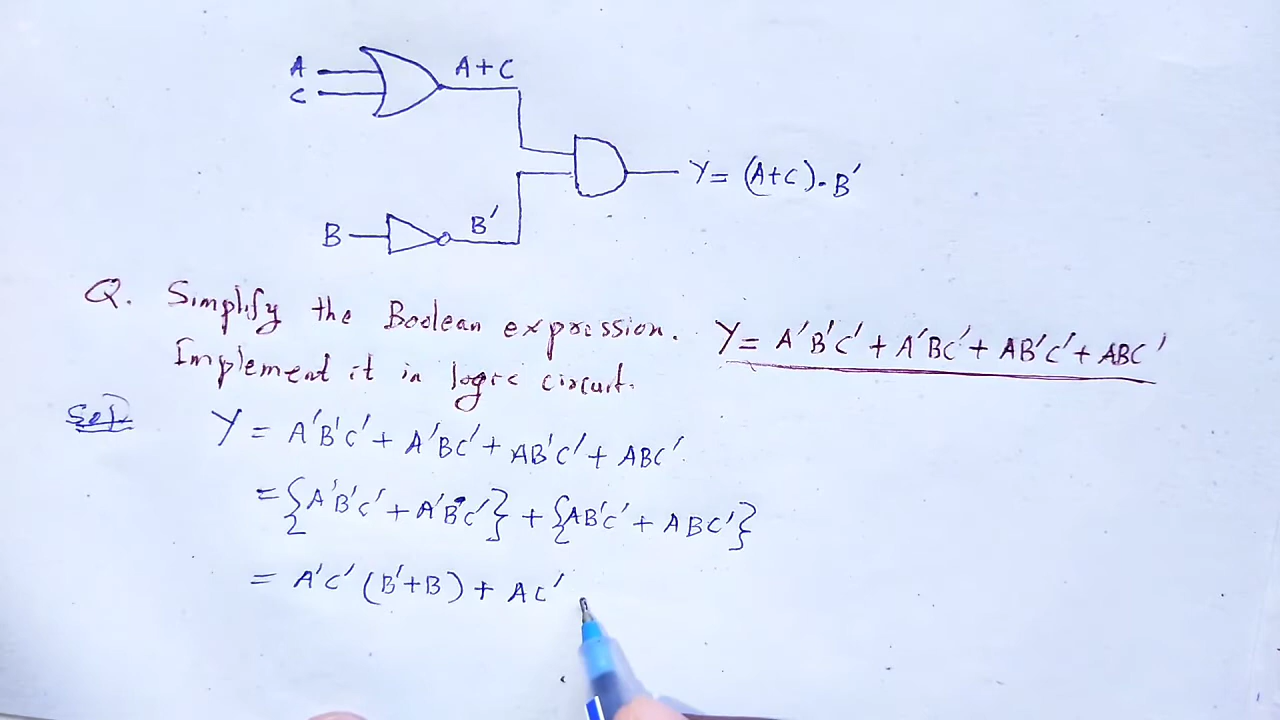 A
C
A+C
Y = (A+C).B'
B
B'
Q. Simplify the Boolean expression. Y = A'B'C' + A'BC' + AB'C' + ABC'
Implement it in logic circuit.
Sol.
Y = A'B'C' + A'BC' + AB'C' + ABC'.
= {A'B'C' + A'BC'} + {AB'C' + ABC'}
= A'C' (B'+B) + AC'